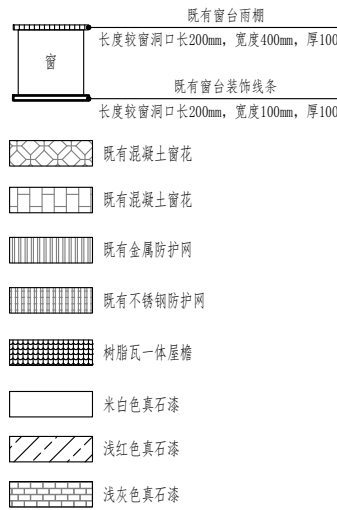 既有窗台雨棚
长度较窗洞口长200mm，宽度400mm，厚100
窗
既有窗台装饰线条
长度较窗洞口长200mm，宽度100mm，厚100
既有混凝土窗花
既有混凝土窗花
既有金属防护网
既有不锈钢防护网
树脂瓦一体屋檐
米白色真石漆
浅红色真石漆
浅灰色真石漆